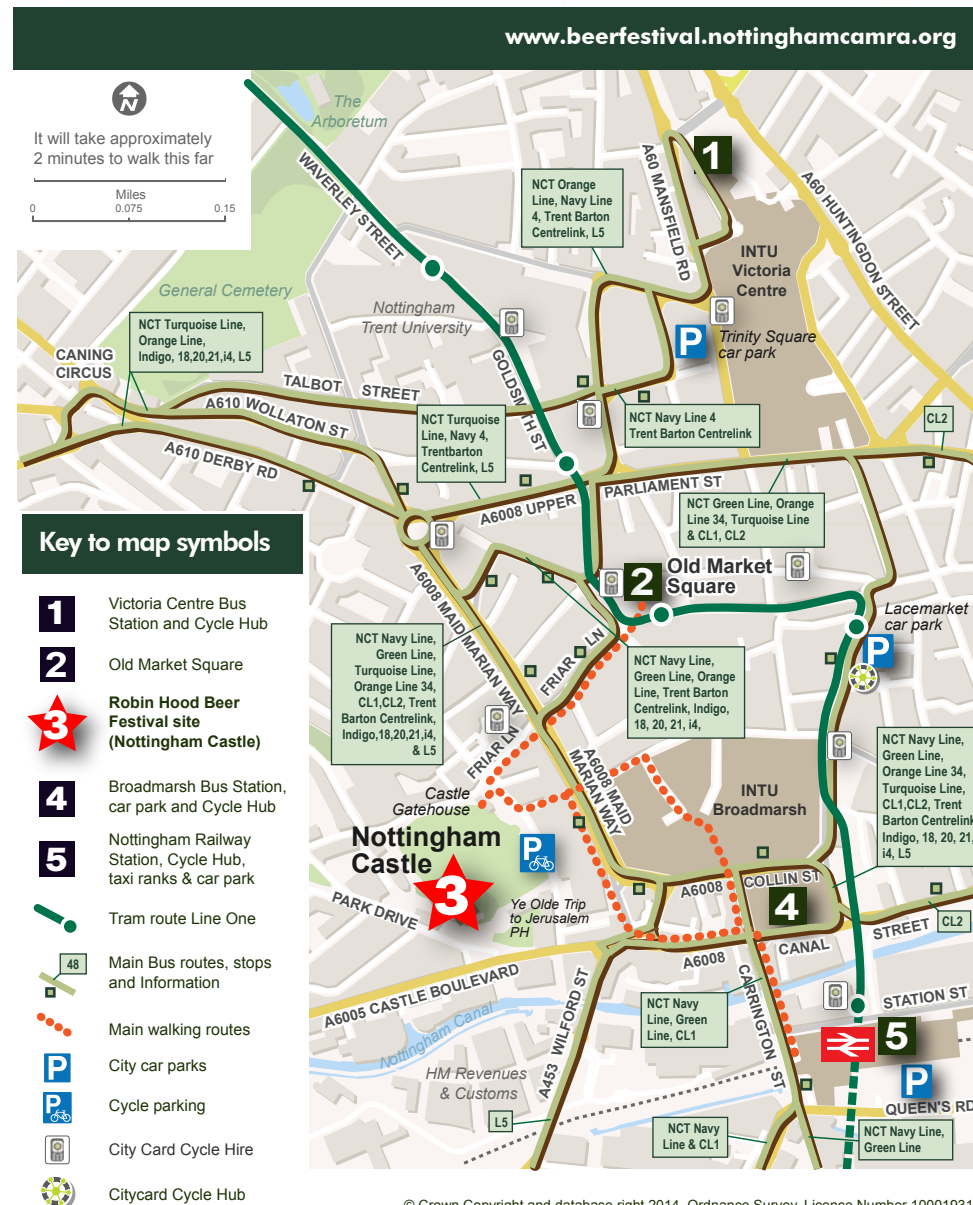 www.beerfestival.nottinghamcamra.org
N
It will take approximately
2 minutes to walk this far
Miles
0 0.075 0.15
The
Arboretum
WAVERLEY STREET
1
A60 MANSFIELD RD
A60 HUNTINGDON STREET
NCT Orange
Line, Navy Line
4, Trent Barton
Centrelink, L5
INTU
Victoria
Centre
General Cemetery
Nottingham
Trent University
P
Trinity Square
car park
NCT Turquoise Line,
Orange Line,
Indigo, 18,20,21,i4, L5
CANING
CIRCUS
TALBOT STREET
GOLDSMITH ST
A610 WOLLATON ST
A610 DERBY RD
NCT Turquoise
Line, Navy 4,
Trentbarton
Centrelink, L5
NCT Navy Line 4
Trent Barton Centrelink
CL2
A6008 UPPER PARLIAMENT ST
NCT Green Line, Orange
Line 34, Turquoise Line
& CL1, CL2
Key to map symbols
1
Victoria Centre Bus
Station and Cycle Hub
2
Old Market Square
3
Robin Hood Beer
Festival site
(Nottingham Castle)
4
Broadmarsh Bus Station,
car park and Cycle Hub
5
Nottingham Railway
Station, Cycle Hub,
taxi ranks & car park
Tram route Line One
48
Main Bus routes, stops
and Information
Main walking routes
P
City car parks
P
Cycle parking
City Card Cycle Hire
Citycard Cycle Hub
2
Old Market
Square
A6008 MAID MARIAN WAY
Lacemarket
car park
P
NCT Navy Line,
Green Line,
Turquoise Line,
Orange Line 34,
CL1,CL2, Trent
Barton Centrelink,
Indigo,18,20,21,i4,
& L5
FRIAR LN
NCT Navy Line,
Green Line, Orange
Line, Trent Barton
Centrelink, Indigo,
18, 20, 21, i4,
FRIAR LN
A6008 MAID
MARIAN WAY
NCT Navy Line,
Green Line,
Orange Line 34,
Turquoise Line,
CL1,CL2, Trent
Barton Centrelink
Indigo, 18, 20, 21,
i4, L5
Castle
Gatehouse
INTU
Broadmarsh
Nottingham
Castle
P
3
PARK DRIVE
Ye Olde Trip
to Jerusalem
PH
A6008 COLLIN ST
4
CL2
A6008 CANAL STREET
A6005 CASTLE BOULEVARD
Nottingham Canal
A453 WILFORD ST
CARRINGTON ST
NCT Navy
Line, Green
Line, CL1
STATION ST
5
HM Revenues
& Customs
P
QUEEN'S RD
L5
NCT Navy
Line & CL1
NCT Navy Line,
Green Line
© Crown Copyright and database right 2014. Ordnance Survey. Licence Number 10001931